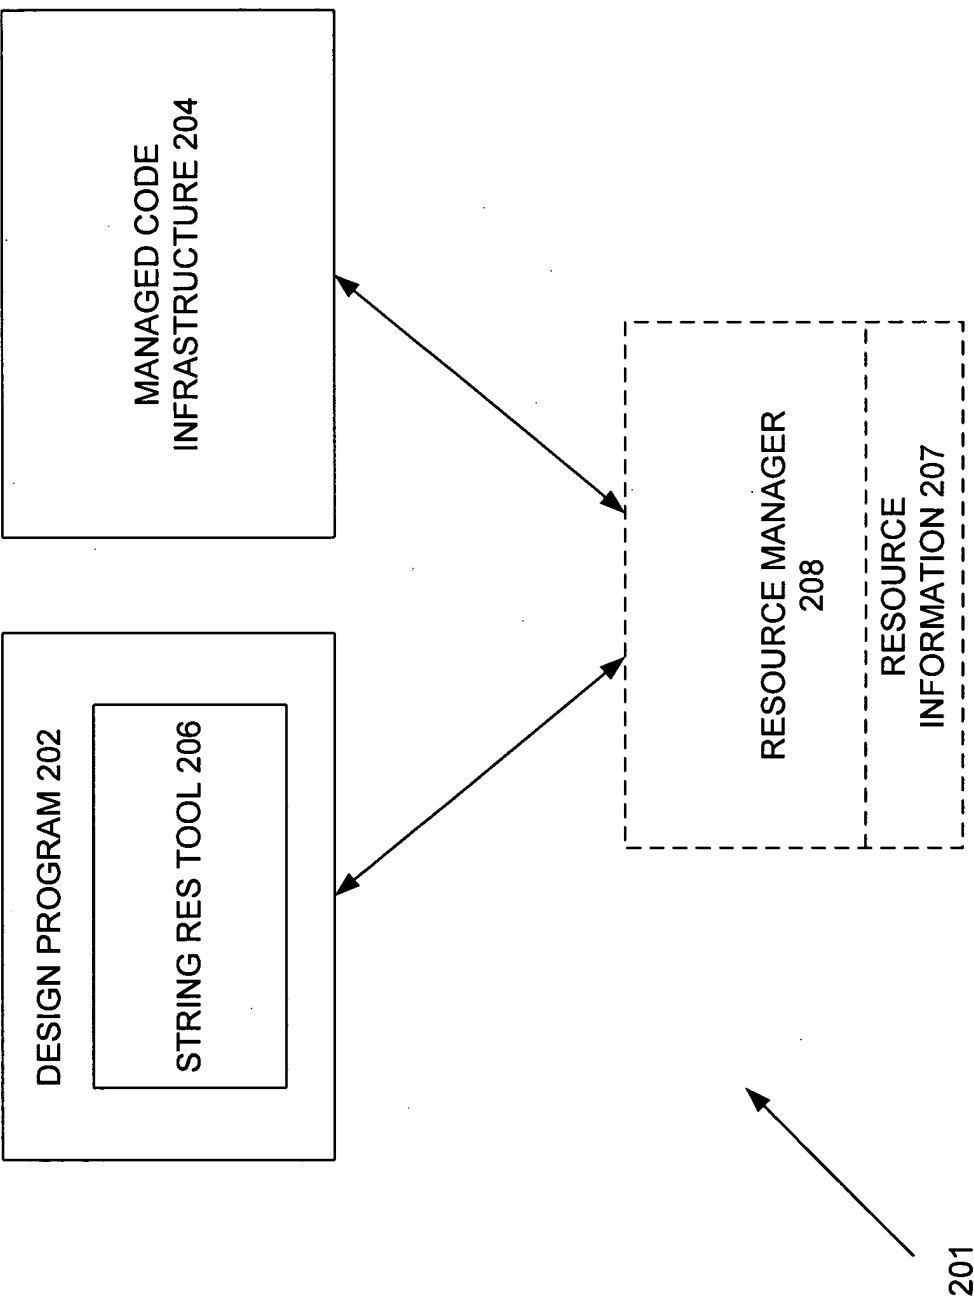 DESIGN PROGRAM 202
STRING RES TOOL 206
MANAGED CODE
INFRASTRUCTURE 204
RESOURCE MANAGER
208
RESOURCE
INFORMATION 207
201